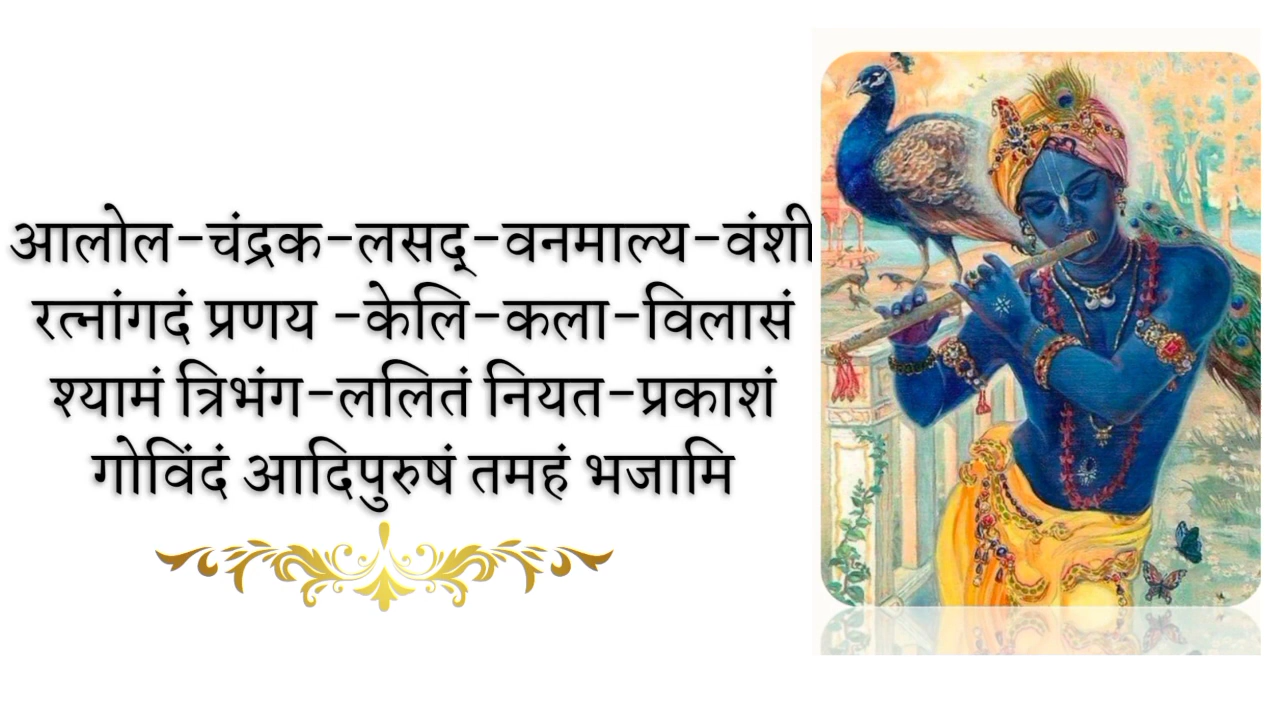 आलोल-चंद्रक-लसद्-वनमाल्य-वंशी
रत्नांगदं प्रणय -केलि-कला-विलासं
श्यामं त्रिभंग-ललितं नियत-प्रकाशं
गोविंदं आदिपुरुषं तमहं भजामि